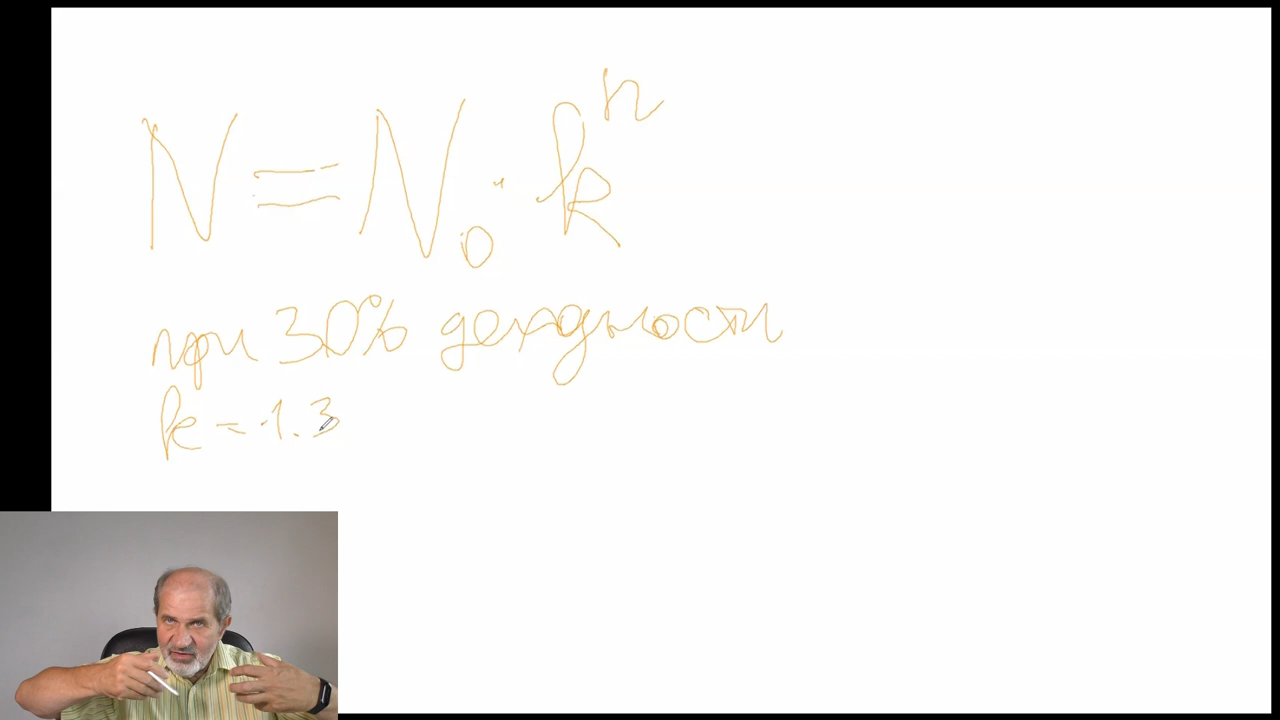 N = N₀ · kⁿ
при 30% доходности
k = 1.3